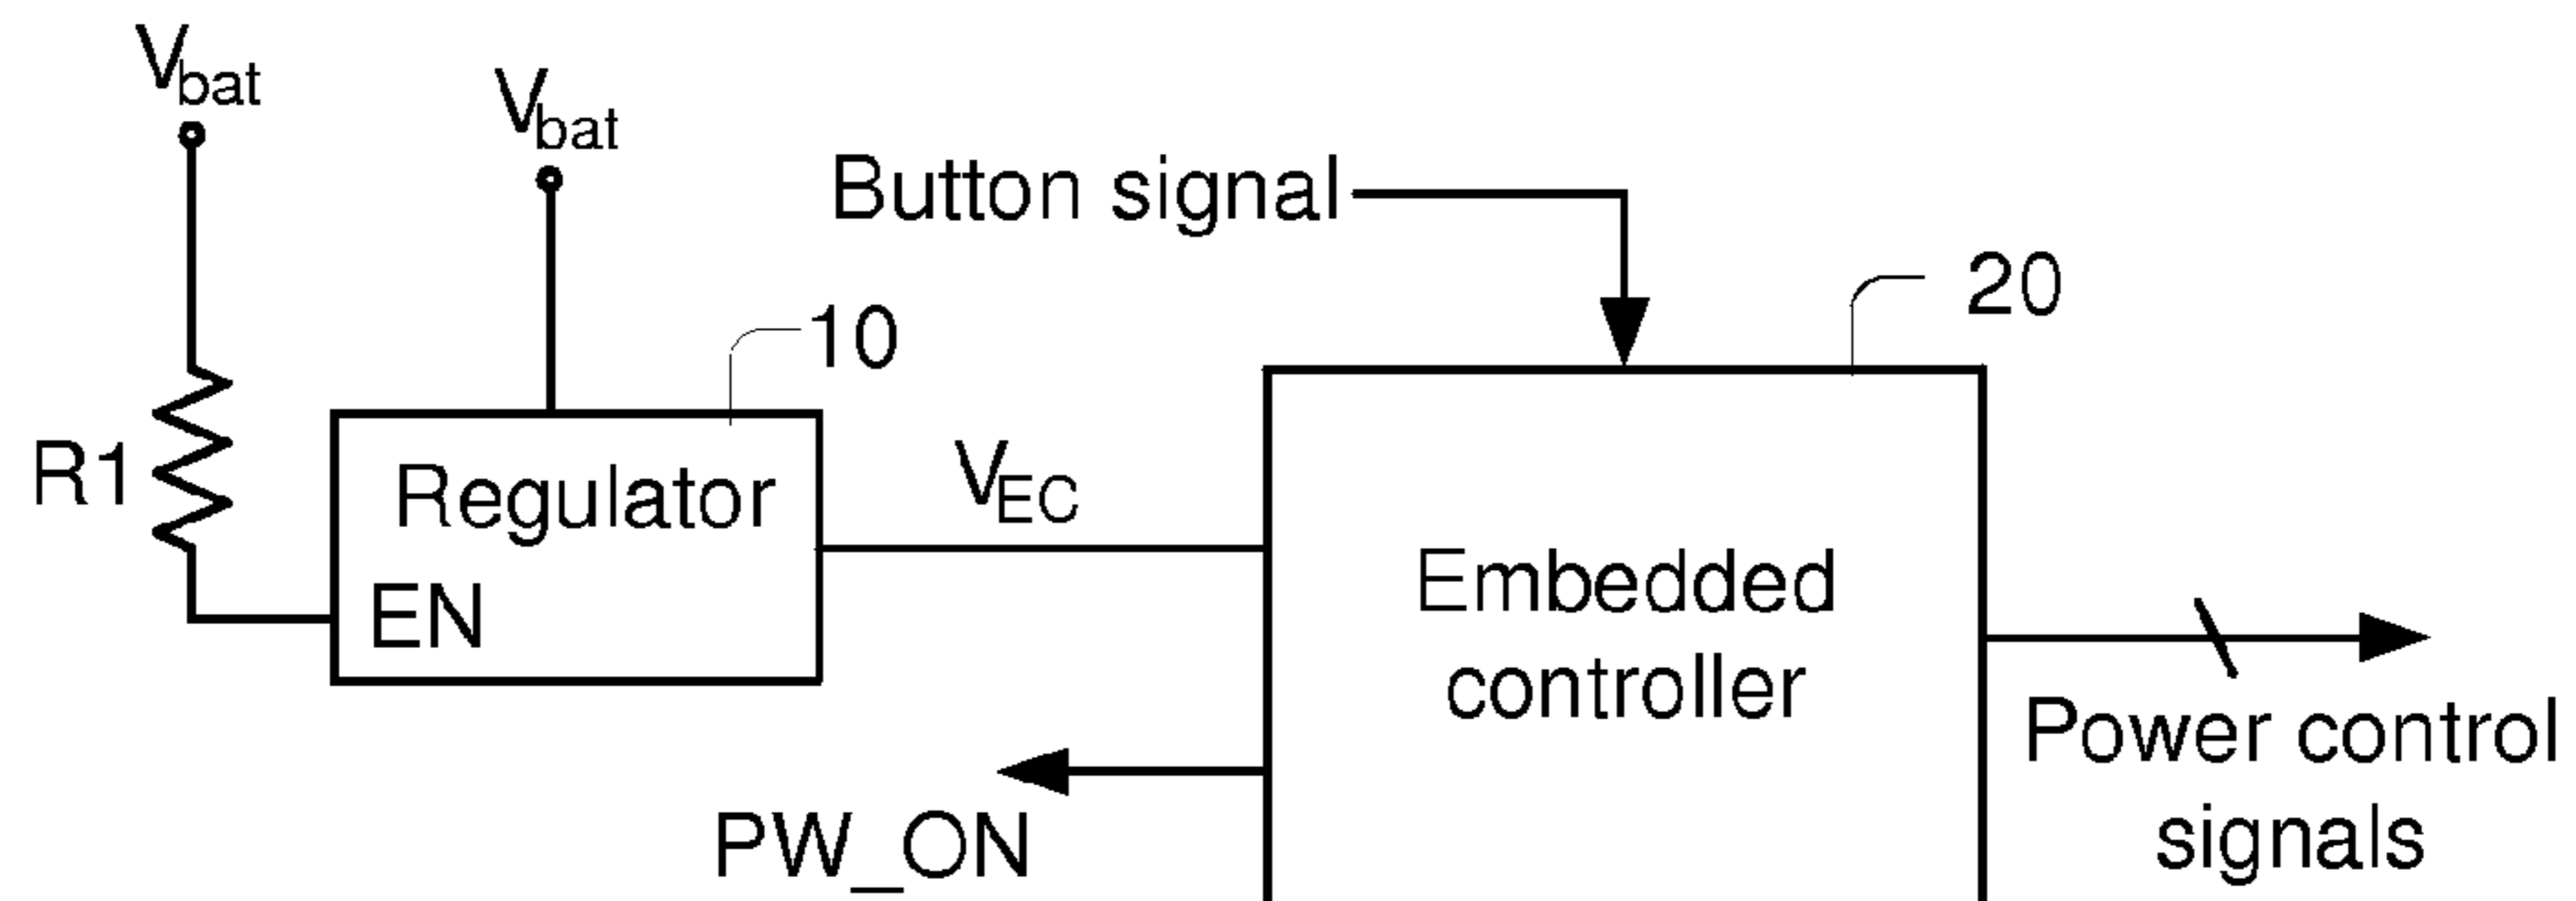 Vbat
Vbat
Button signal
20
10
R1
Regulator
VEC
EN
Embedded
controller
Power control
signals
PW_ON